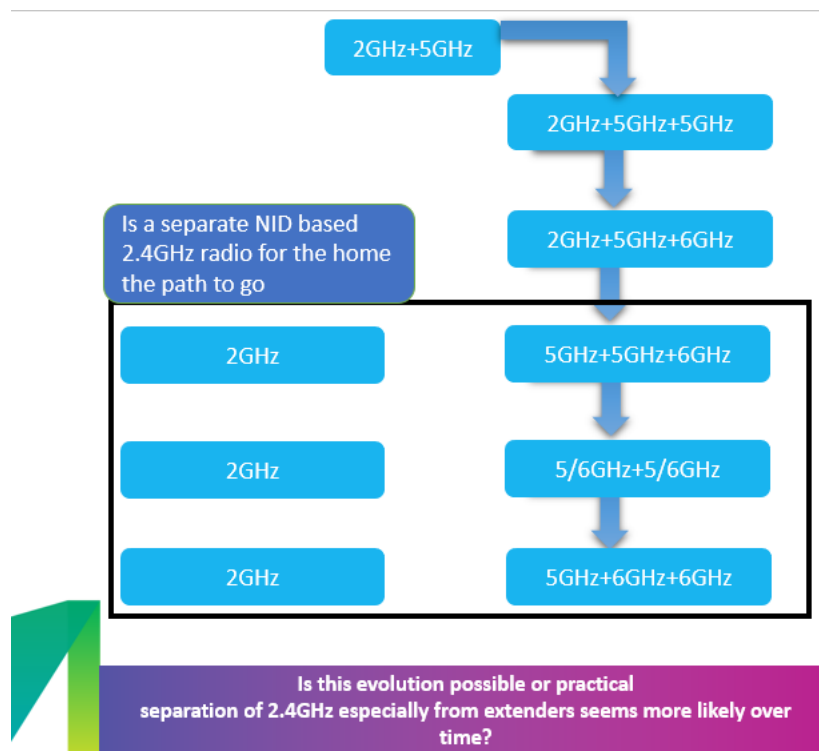 2GHz+5GHz
2GHz+5GHz+5GHz
2GHz+5GHz+6GHz
Is a separate NID based
2.4GHz radio for the home
the path to go
2GHz
5GHz+5GHz+6GHz
2GHz
5/6GHz+5/6GHz
2GHz
5GHz+6GHz+6GHz
Is this evolution possible or practical
separation of 2.4GHz especially from extenders seems more likely over
time?